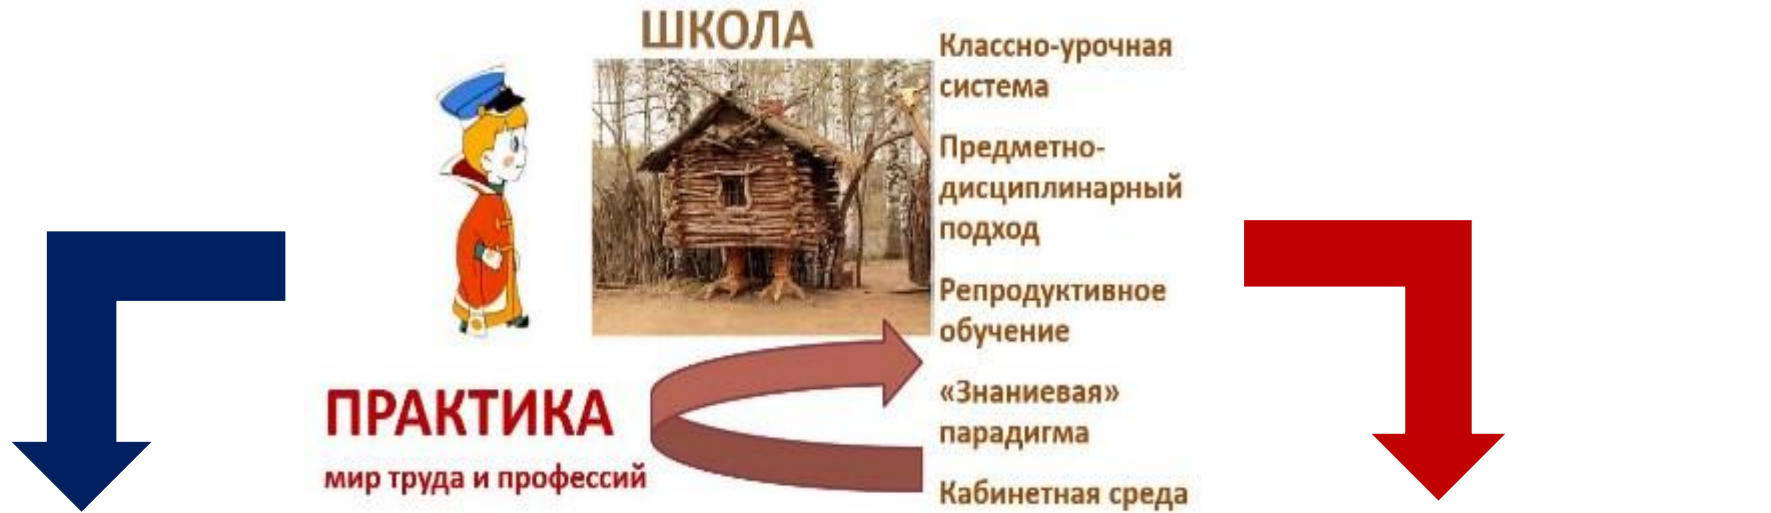 ШКОЛА
Классно-урочная
система
Предметно-
дисциплинарный
подход
Репродуктивное
обучение
«Знаниевая»
парадигма
Кабинетная среда
ПРАКТИКА
мир труда и профессий